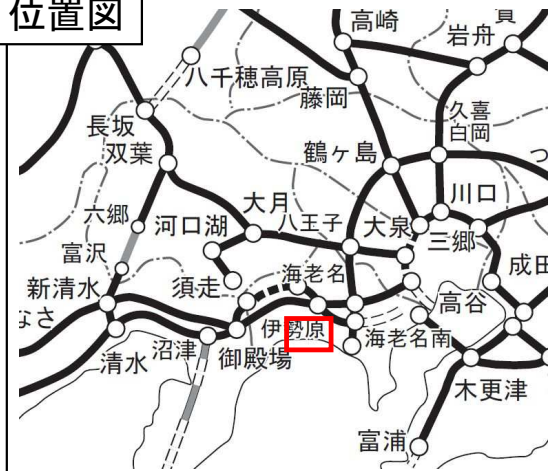 位置図
高崎
岩舟
八千穂高原
藤岡
久喜
白岡
長坂
双葉
鶴ヶ島
川口
六郷
河口湖
大月
八王子
大泉
三郷
富沢
成田
新清水
須走
海老名
高谷
伊勢原
海老名南
清水
沼津
御殿場
木更津
富浦